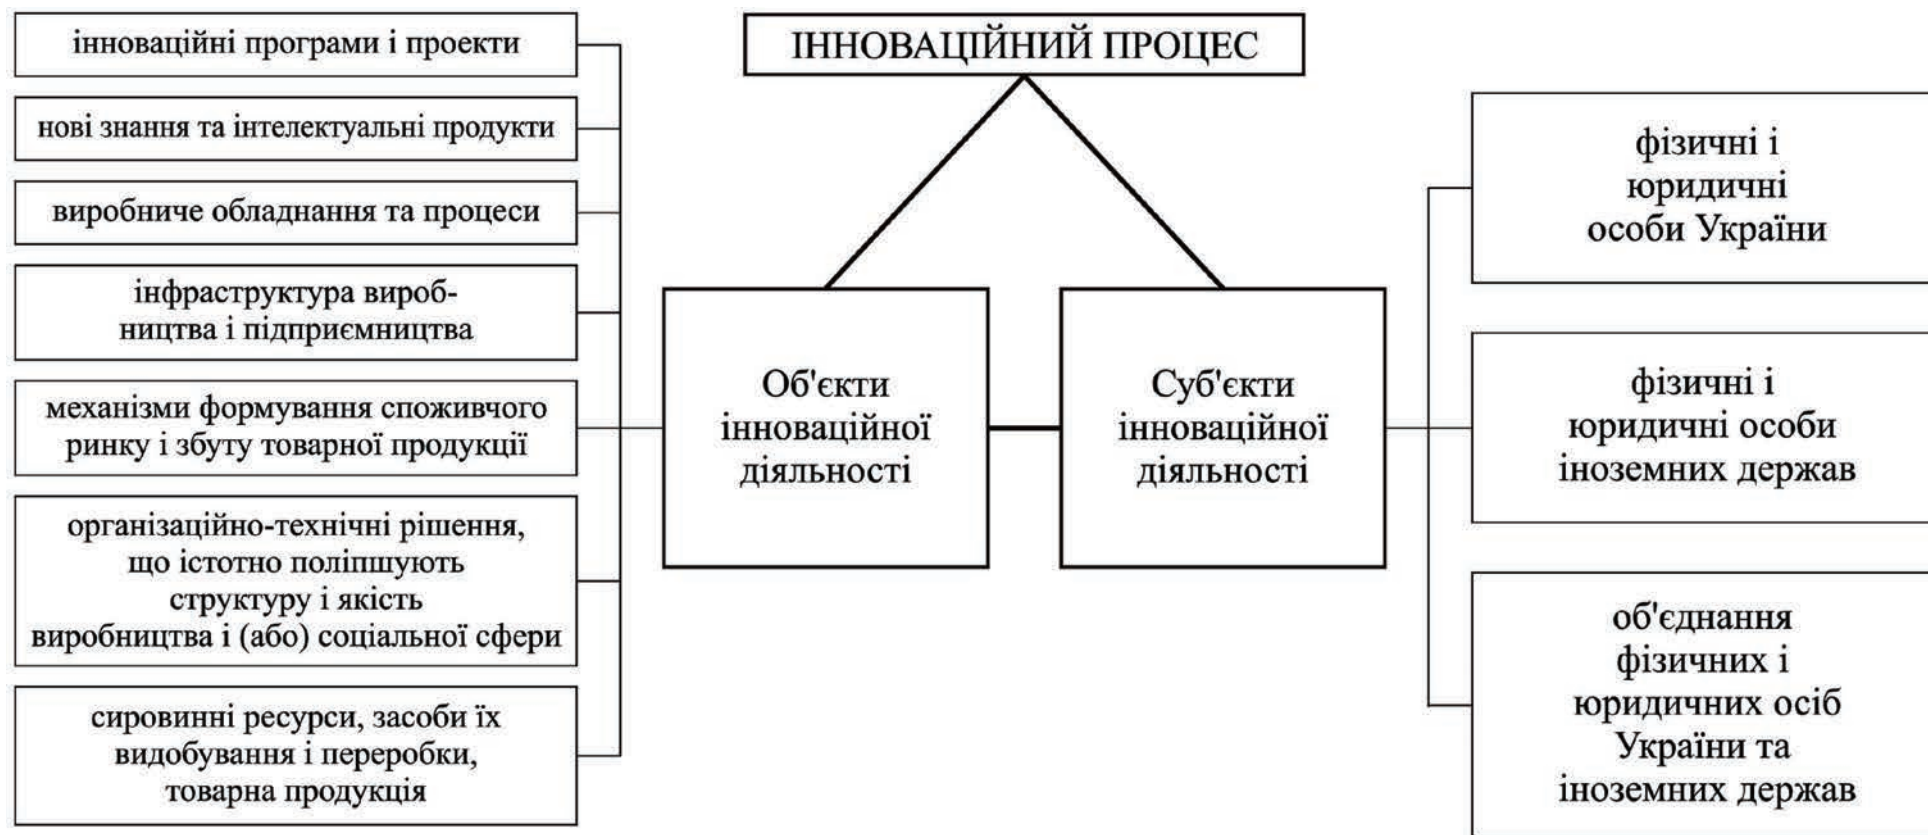 ІННОВАЦІЙНИЙ ПРОЦЕС
інноваційні програми і проекти
нові знання та інтелектуальні продукти
виробниче обладнання та процеси
інфраструктура вироб-
ництва і підприємництва
механізми формування споживчого
ринку і збуту товарної продукції
організаційно-технічні рішення,
що істотно поліпшують
структуру і якість
виробництва і (або) соціальної сфери
сировинні ресурси, засоби їх
видобування і переробки,
товарна продукція
Об'єкти
інноваційної
діяльності
Суб'єкти
інноваційної
діяльності
фізичні і
юридичні
особи України
фізичні і
юридичні особи
іноземних держав
об'єднання
фізичних і
юридичних осіб
України та
іноземних держав